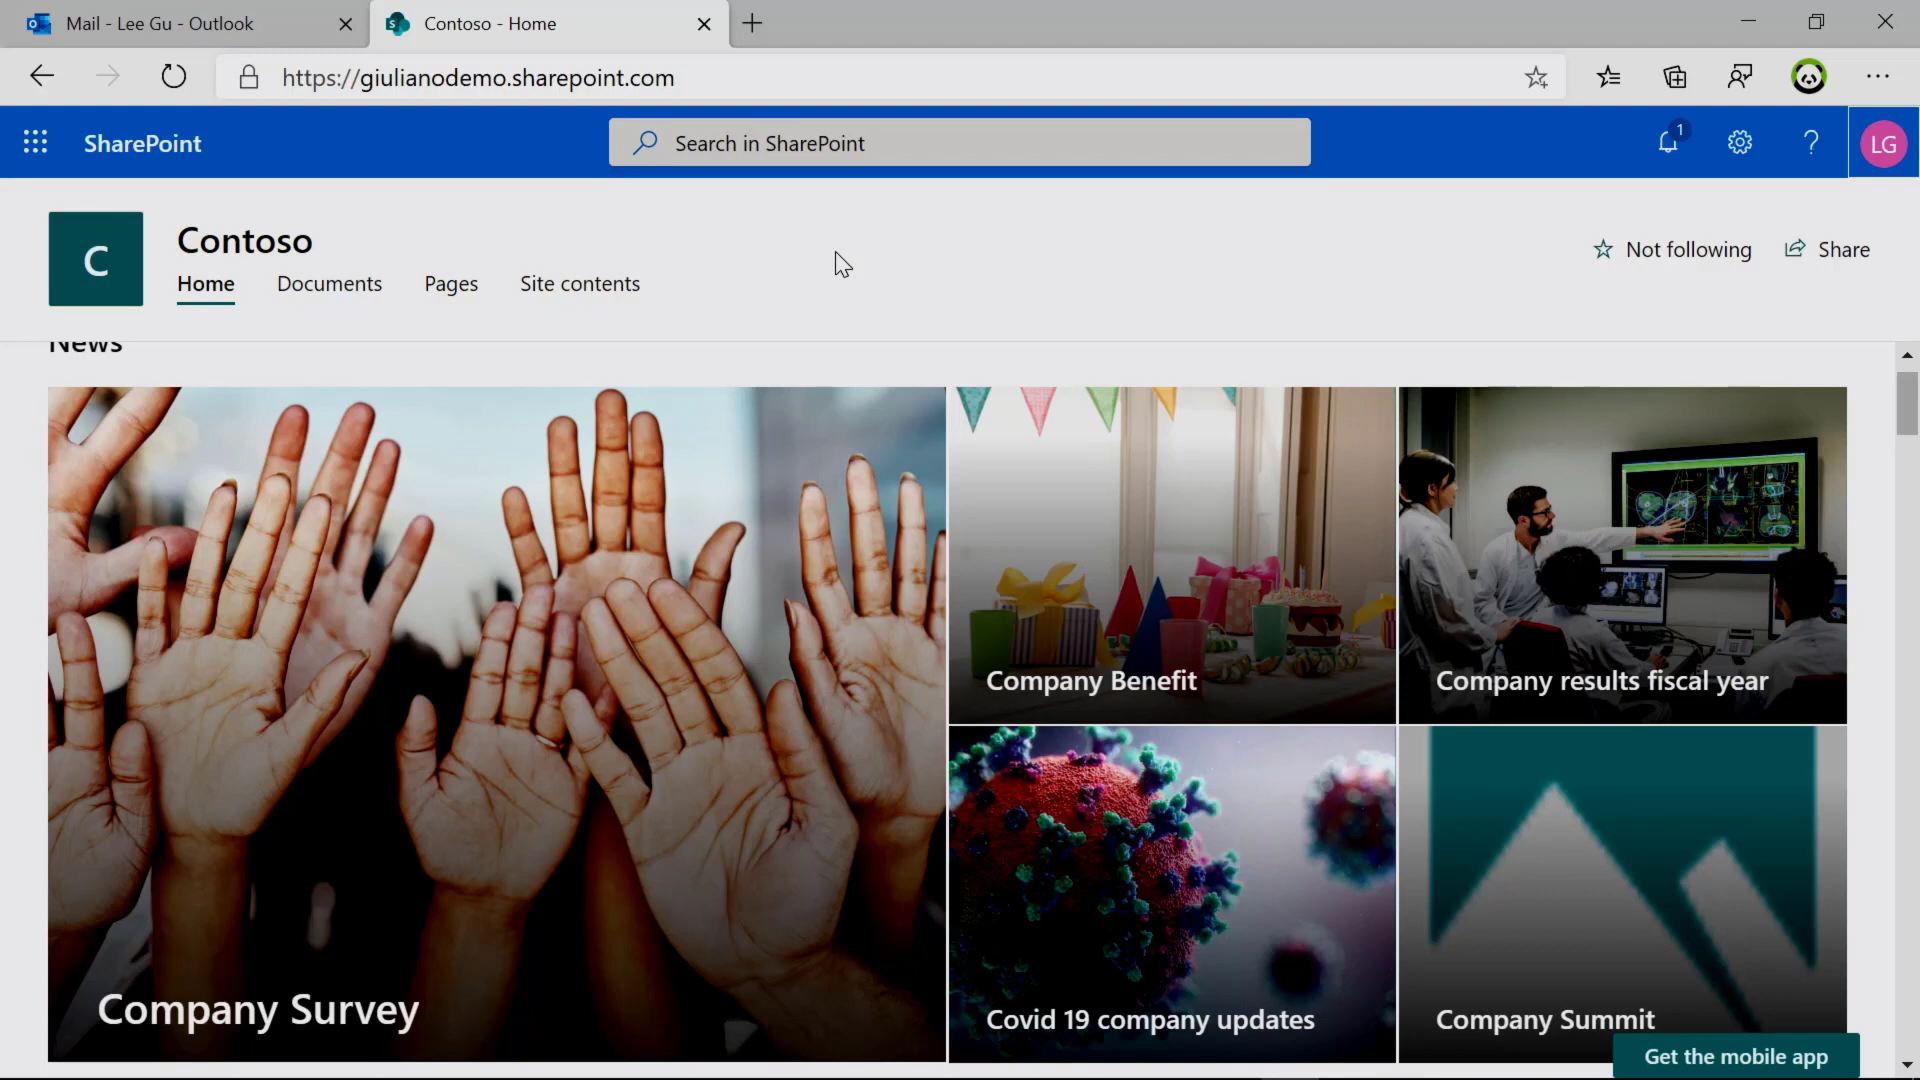 Mail - Lee Gu - Outlook
Contoso - Home
https://giulianodemo.sharepoint.com
SharePoint
Search in SharePoint
1
?
LG
C
Contoso
Home
Documents
Pages
Site contents
Not following
Share
News
Company Benefit
Company results fiscal year
Company Survey
Covid 19 company updates
Company Summit
Get the mobile app